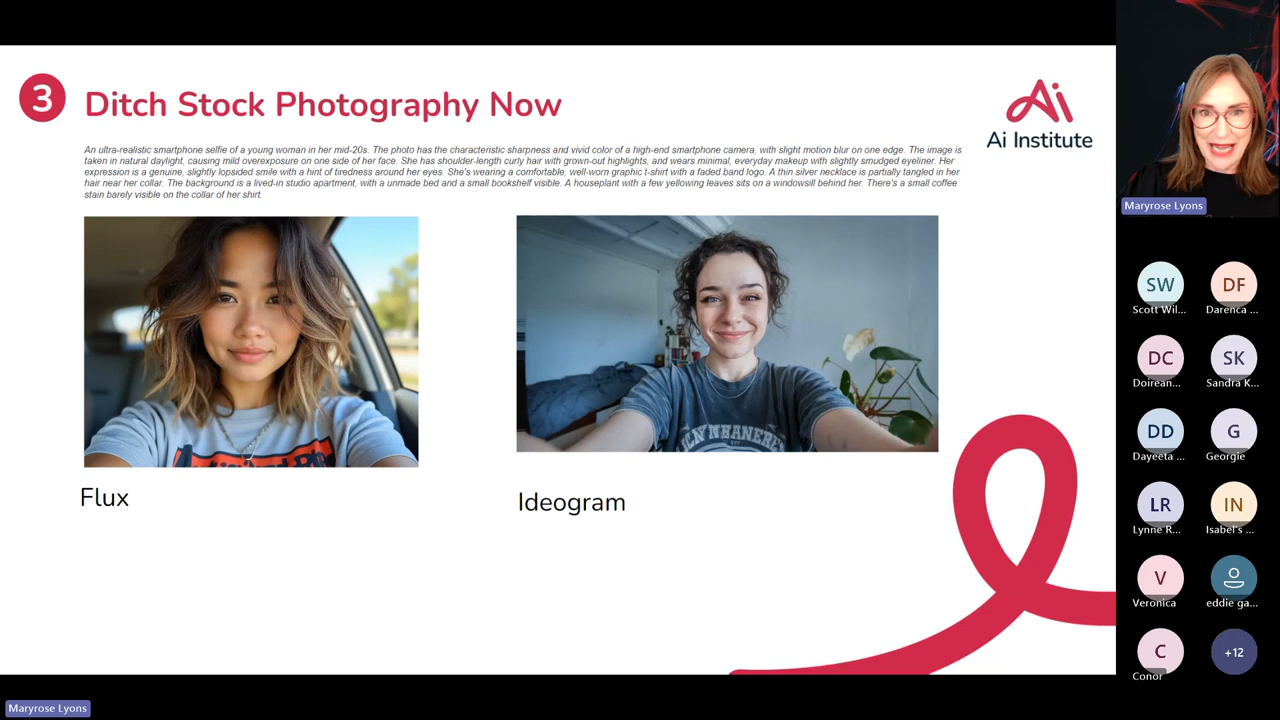 3
Ditch Stock Photography Now
An ultra-realistic smartphone selfie of a young woman in her mid-20s. The photo has the characteristic sharpness and vivid color of a high-end smartphone camera, with slight motion blur on one edge. The image is
taken in natural daylight, causing mild overexposure on one side of her face. She has shoulder-length curly hair with grown-out highlights, and wears minimal, everyday makeup with slightly smudged eyeliner. Her
expression is a genuine, slightly lopsided smile with a hint of tiredness around her eyes. She's wearing a comfortable, well-worn graphic t-shirt with a faded band logo. A thin silver necklace is partially tangled in her
hair near her collar. The background is a lived-in studio apartment, with a unmade bed and a small bookshelf visible. A houseplant with a few yellowing leaves sits on a windowsill behind her. There's a small coffee
stain barely visible on the collar of her shirt.
Ai
Ai Institute
Flux
Ideogram
Maryrose Lyons
SW
Scott Wil...
DF
Darenca ...
DC
Doirean...
SK
Sandra K...
DD
Dayeeta ...
G
Georgie
LR
Lynne R...
IN
Isabel's ...
V
Veronica
eddie ga...
C
Conor
+12
Maryrose Lyons